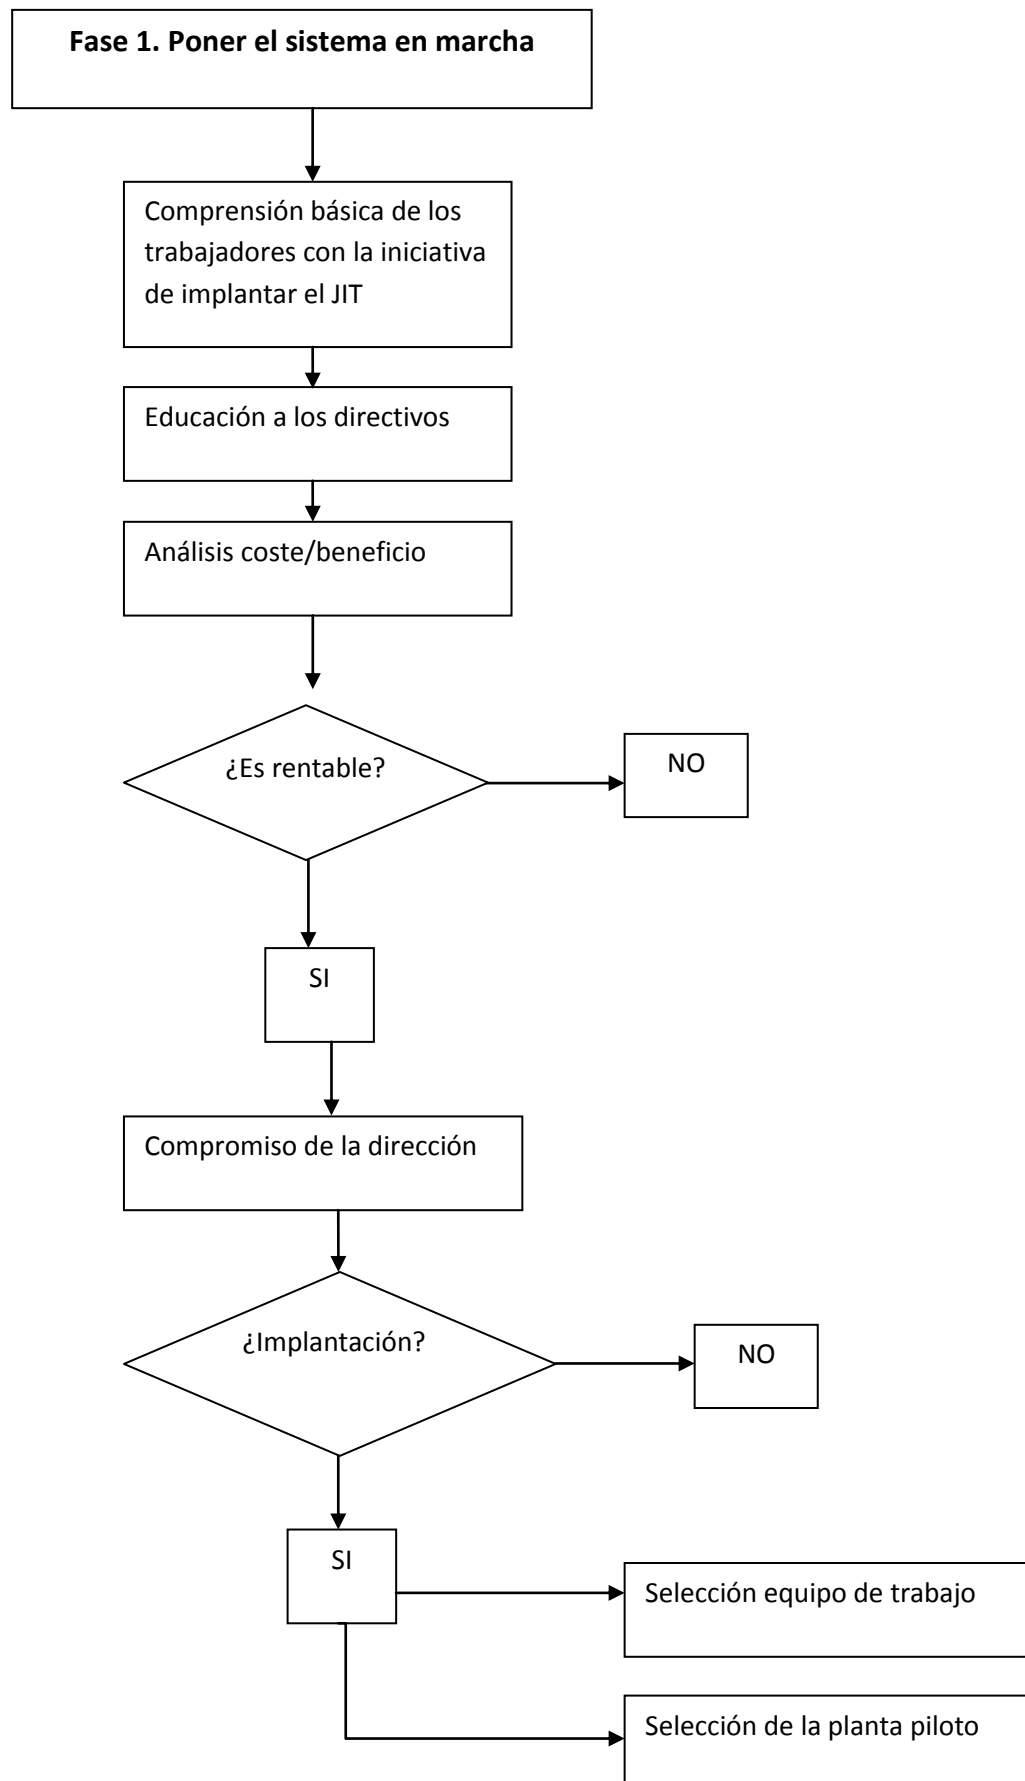 Fase 1. Poner el sistema en marcha
Comprensión básica de los
trabajadores con la iniciativa
de implantar el JIT
Educación a los directivos
Análisis coste/beneficio
¿Es rentable?
NO
SI
Compromiso de la dirección
¿Implantación?
NO
SI
Selección equipo de trabajo
Selección de la planta piloto